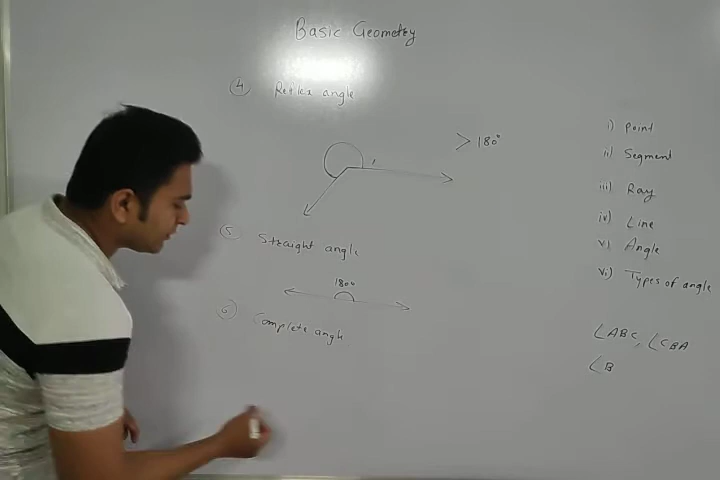 Basic Geometry
4 Reflex angle
> 180°
5 Straight angle
180°
6 Complete angle
i) Point
ii) Segment
iii) Ray
iv) Line
v) Angle
vi) Types of angle
∠ABC, ∠CBA
∠B